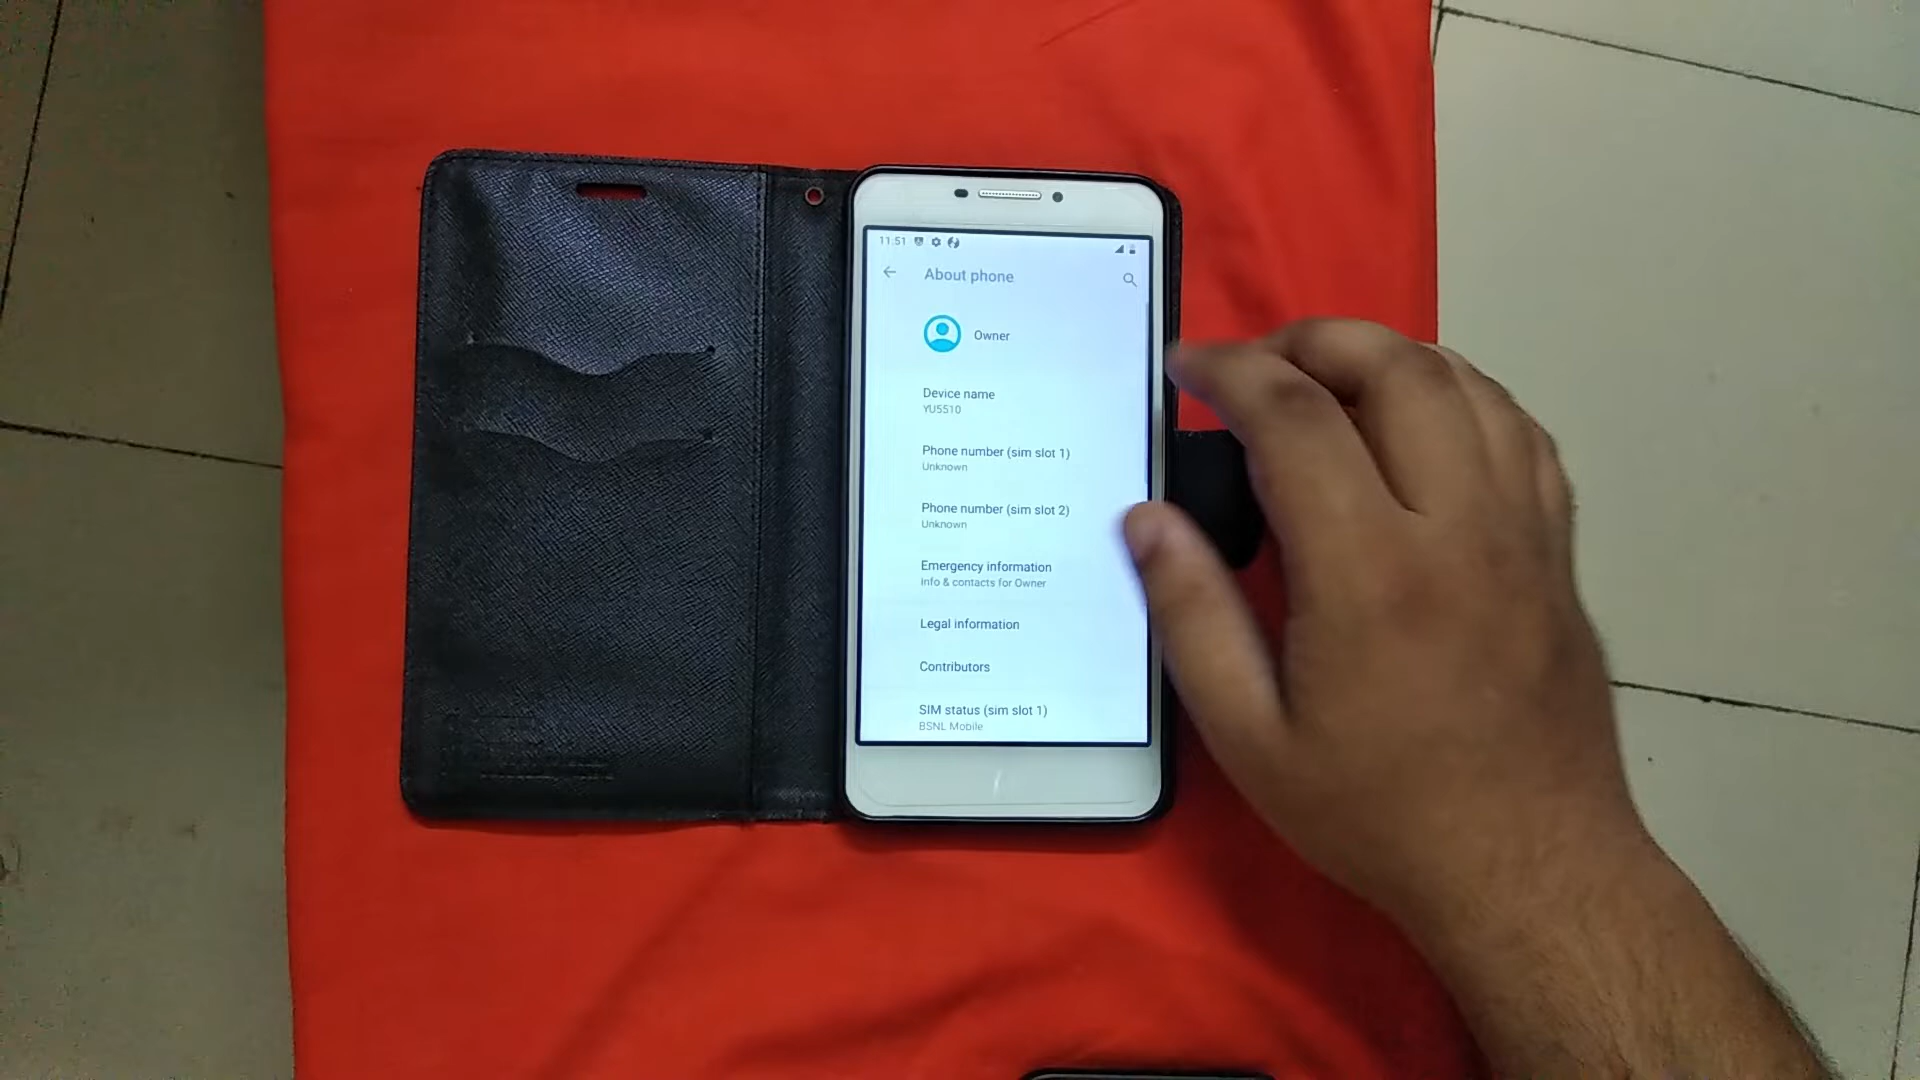 11:51
About phone
Owner
Device name
YU5510
Phone number (sim slot 1)
Unknown
Phone number (sim slot 2)
Unknown
Emergency information
Info & contacts for Owner
Legal information
Contributors
SIM status (sim slot 1)
BSNL Mobile